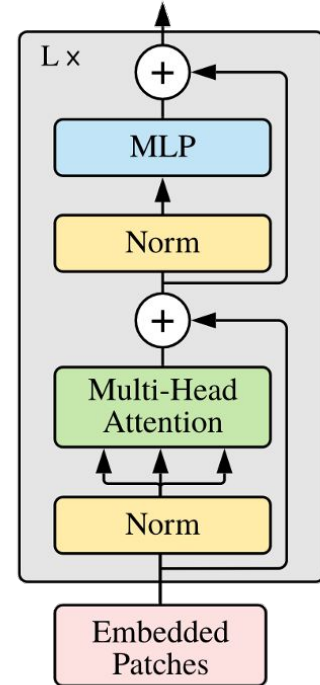 L ×
+
MLP
Norm
+
Multi-Head
Attention
Norm
Embedded
Patches